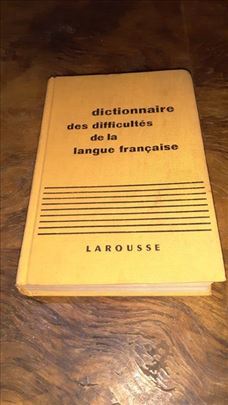 dictionnaire
des difficultés
de la
langue française
LAROUSSE